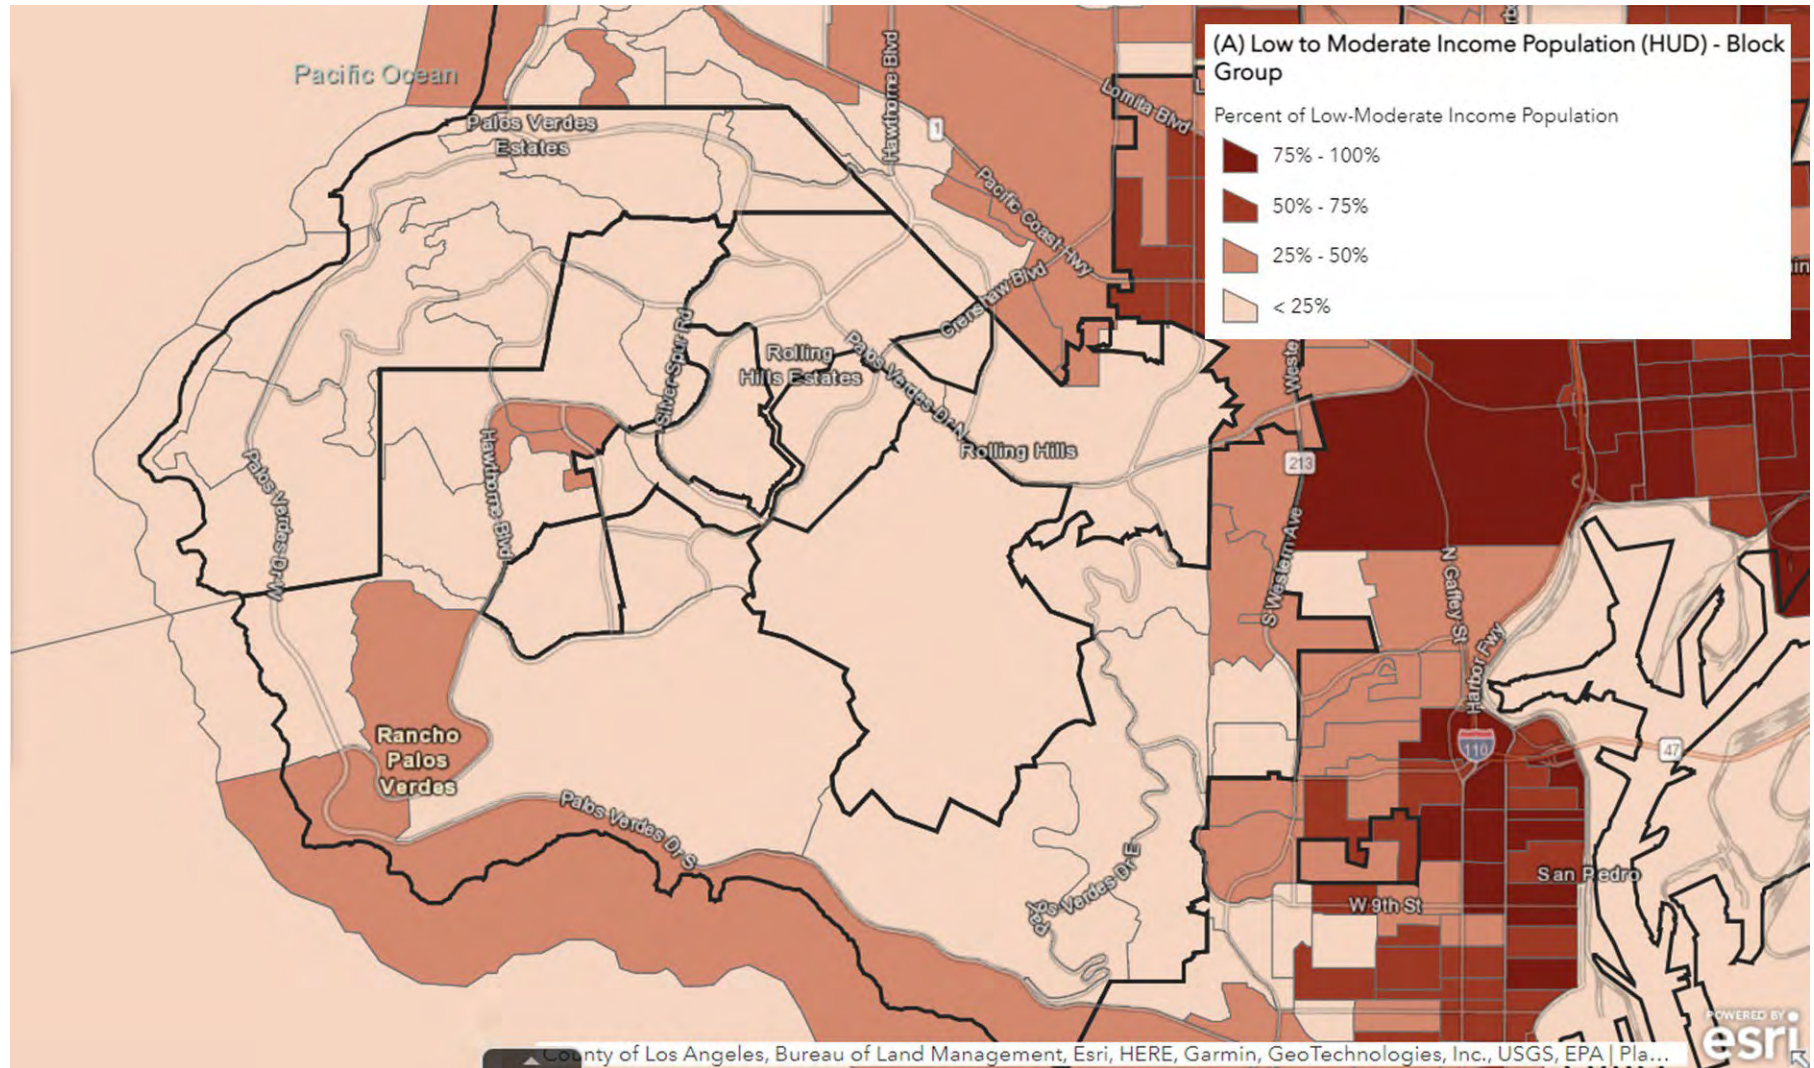 (A) Low to Moderate Income Population (HUD) - Block
Group
Percent of Low-Moderate Income Population
75% - 100%
50% - 75%
25% - 50%
< 25%
Pacific Ocean
Palos Verdes
Estates
Hawthorne Blvd
1
Lomita Blvd
Pacific Coast Hwy
Crenshaw Blvd
Silver Spur Rd
Rolling
Hills Estates
Palos Verdes Dr N
Rolling Hills
Weste
213
Hawthorne Blvd
Palos Verdes Dr W
S Western Ave
N Gaffey St
Harbor Fwy
110
47
Rancho
Palos
Verdes
Palos Verdes Dr S
Verdes Dr E
San Pedro
W 9th St
POWERED BY
esri
County of Los Angeles, Bureau of Land Management, Esri, HERE, Garmin, GeoTechnologies, Inc., USGS, EPA | Pla...